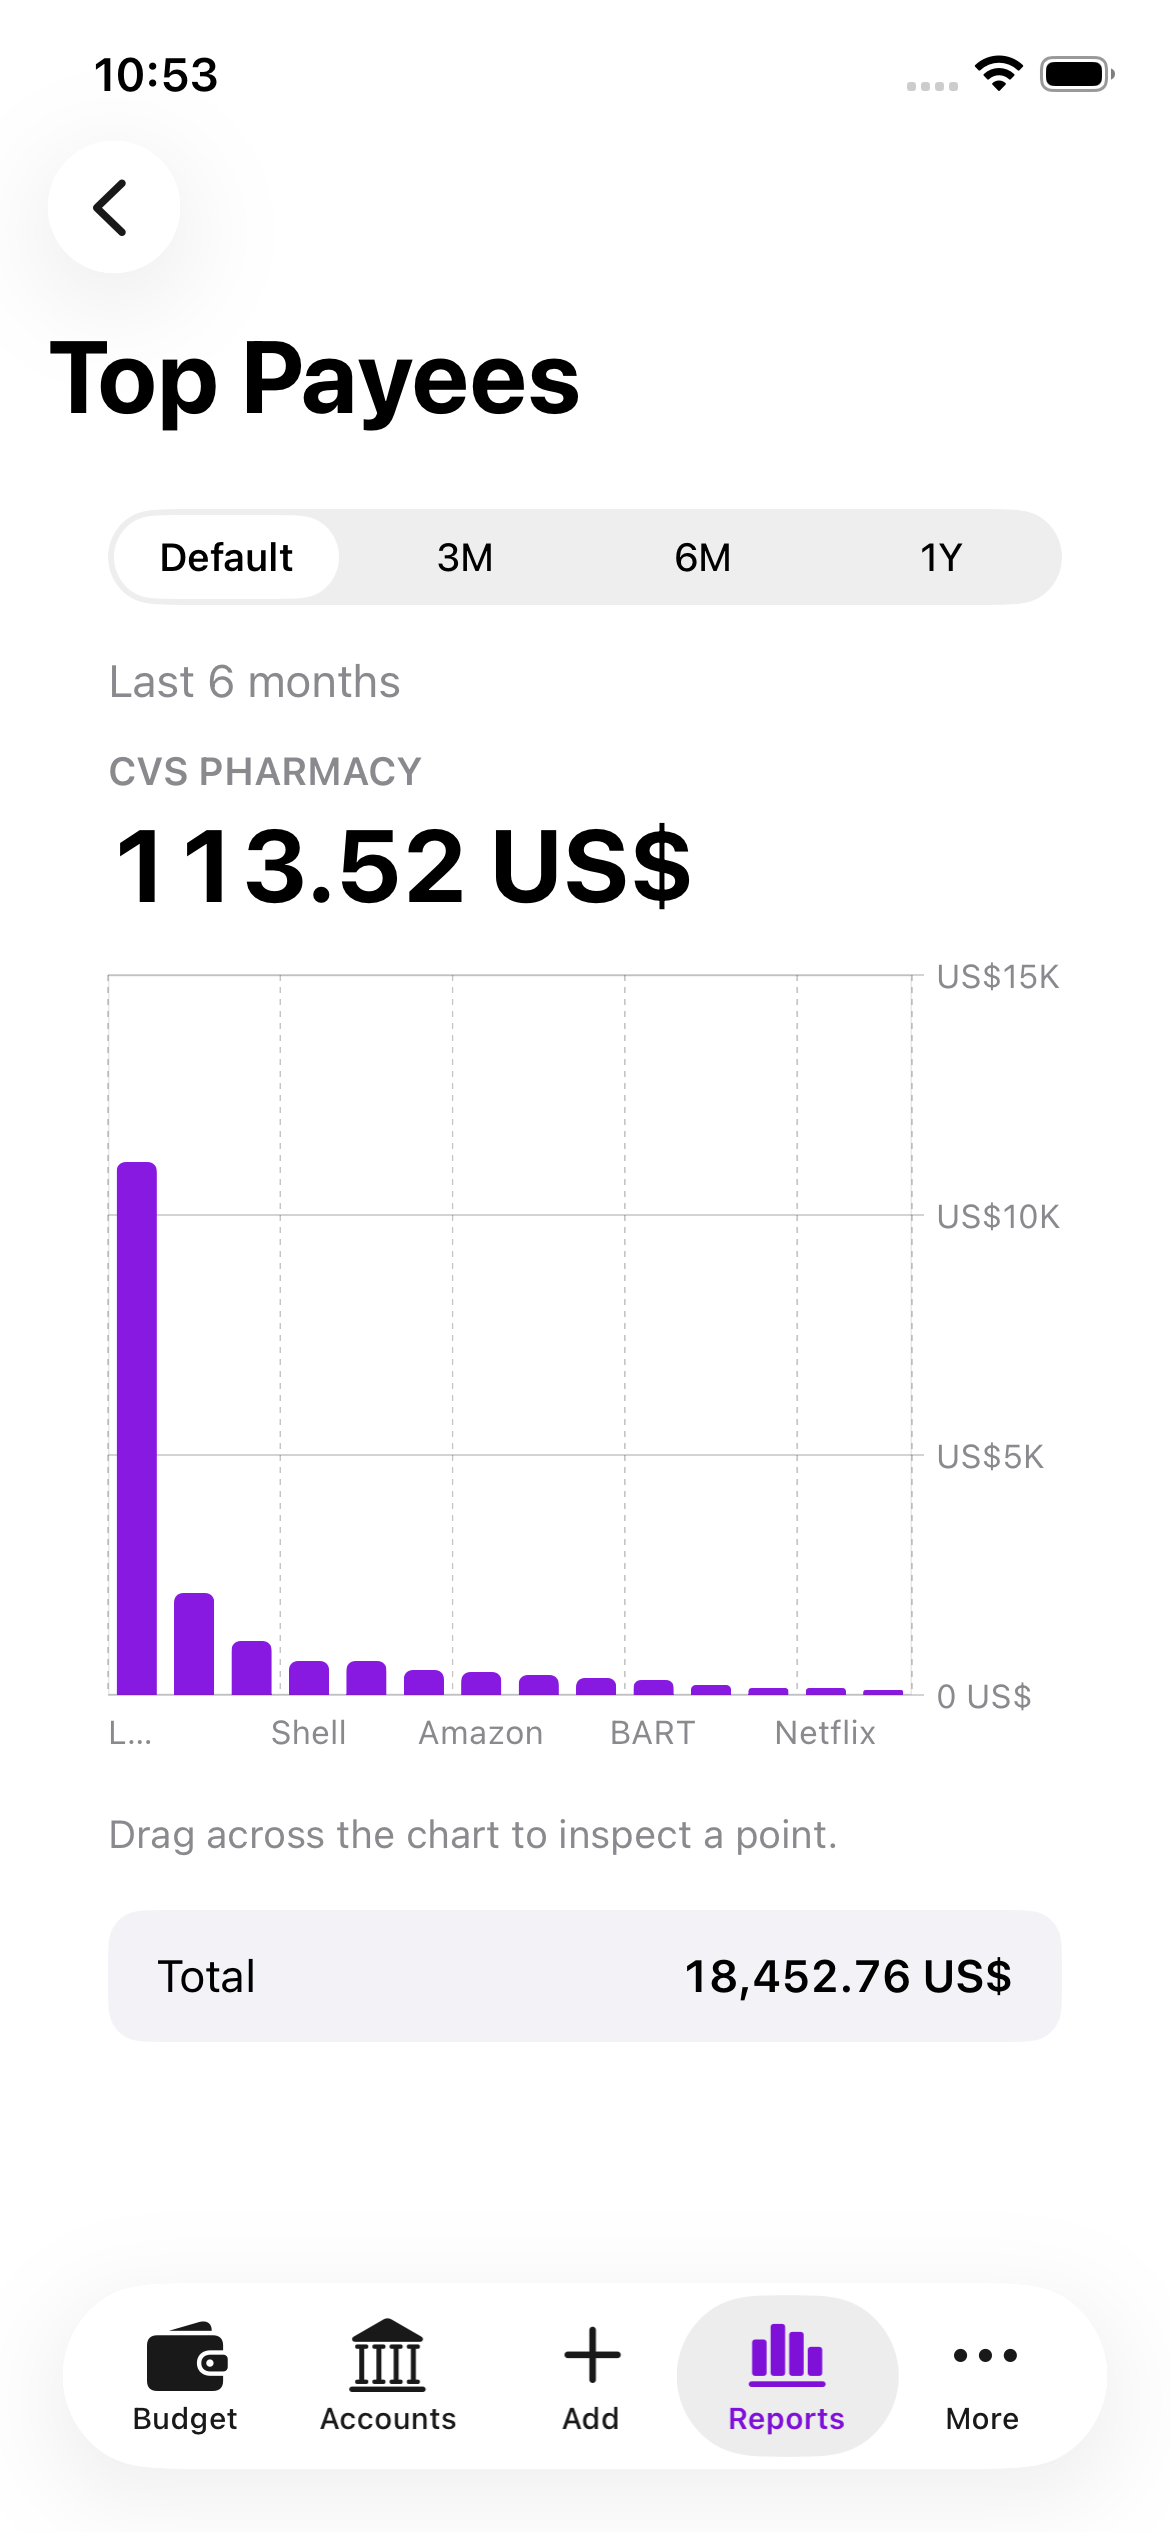 10:53
Top Payees
Default 3M 6M 1Y
Last 6 months
CVS PHARMACY
113.52 US$
US$15K
US$10K
US$5K
0 US$
L... Shell Amazon BART Netflix
Drag across the chart to inspect a point.
Total 18,452.76 US$
Budget Accounts Add Reports More